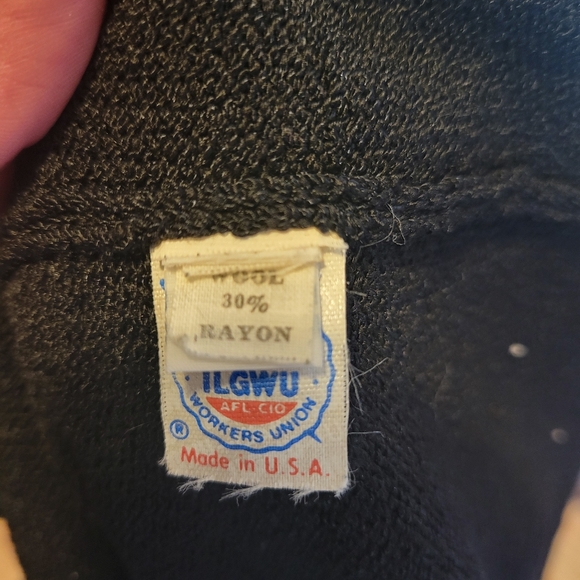 WOOL
30%
RAYON
ILGWU
AFL-CIO
WORKERS UNION
®
Made in U.S.A.